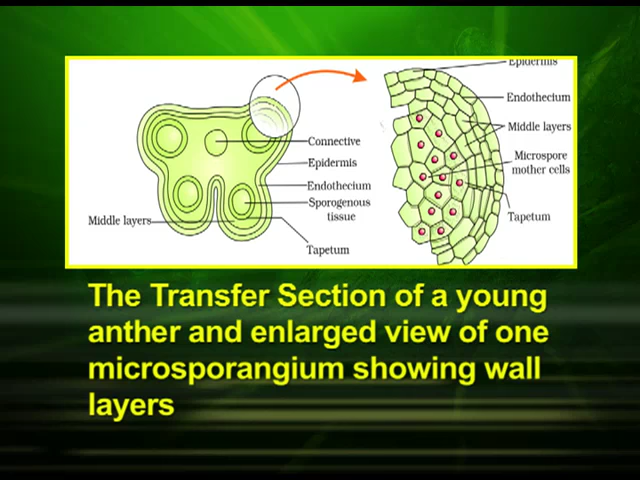 Epidermis
Endothecium
Middle layers
Microspore
mother cells
Tapetum
Connective
Epidermis
Endothecium
Sporogenous
tissue
Middle layers
Tapetum
The Transfer Section of a young
anther and enlarged view of one
microsporangium showing wall
layers